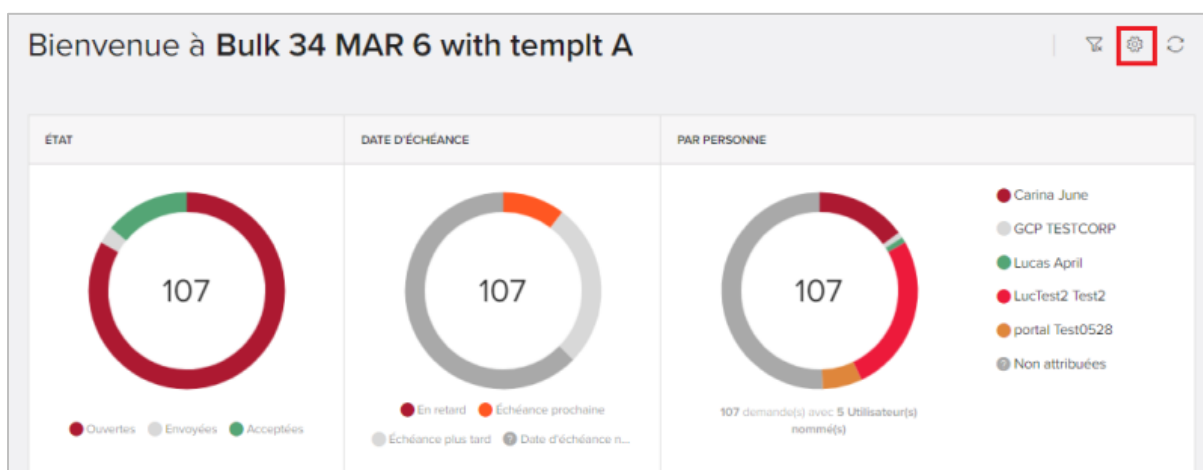 Bienvenue à Bulk 34 MAR 6 with templt A
ÉTAT
DATE D'ÉCHÉANCE
PAR PERSONNE
107
Ouvertes Envoyées Acceptées
107
En retard Échéance prochaine
Échéance plus tard ? Date d'échéance n...
107
107 demande(s) avec 5 Utilisateur(s)
nommé(s)
Carina June
GCP TESTCORP
Lucas April
LucTest2 Test2
portal Test0528
? Non attribuées